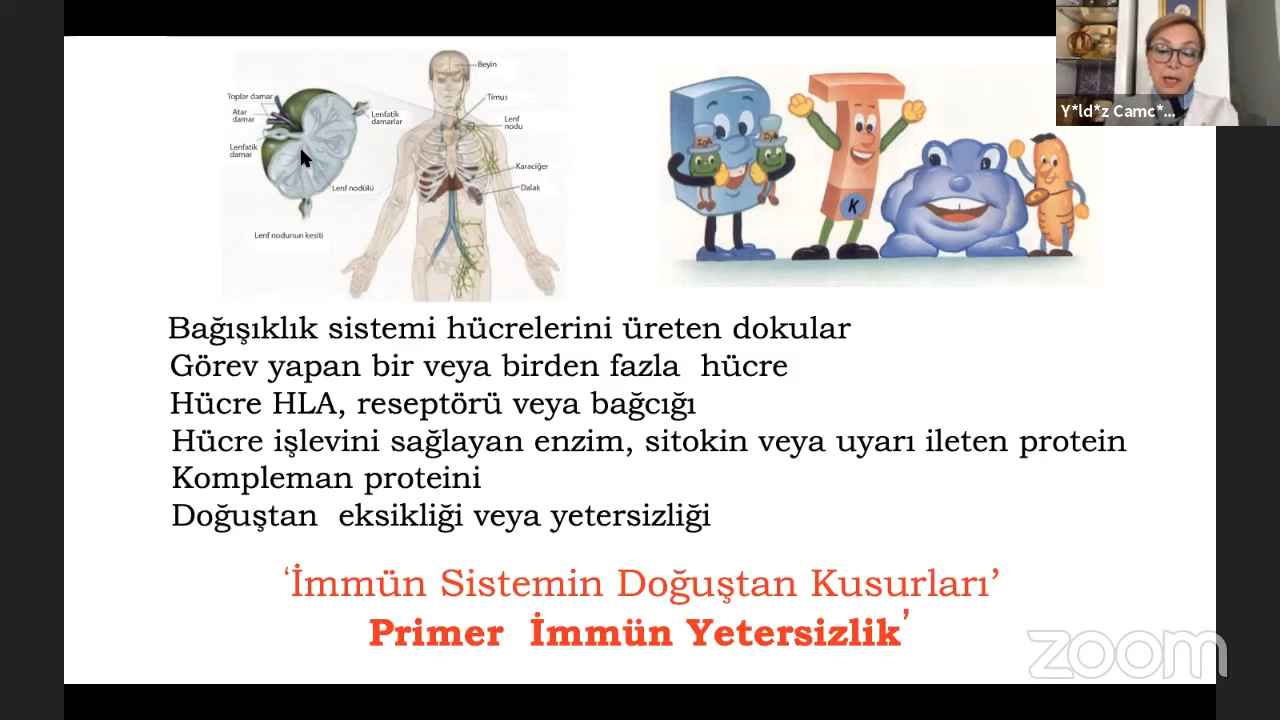 Y*ld*z Camc*...
Beyin
Toplar damar
Timus
Atar
damar
Lenfatik
damarlar
Lenf
nodu
Lenfatik
damar
Karaciğer
Lenf nodülü
Dalak
Lenf nodunun kesiti
K
Bağışıklık sistemi hücrelerini üreten dokular
Görev yapan bir veya birden fazla hücre
Hücre HLA, reseptörü veya bağcığı
Hücre işlevini sağlayan enzim, sitokin veya uyarı ileten protein
Kompleman proteini
Doğuştan eksikliği veya yetersizliği
‘İmmün Sistemin Doğuştan Kusurları’
Primer İmmün Yetersizlik’
zoom